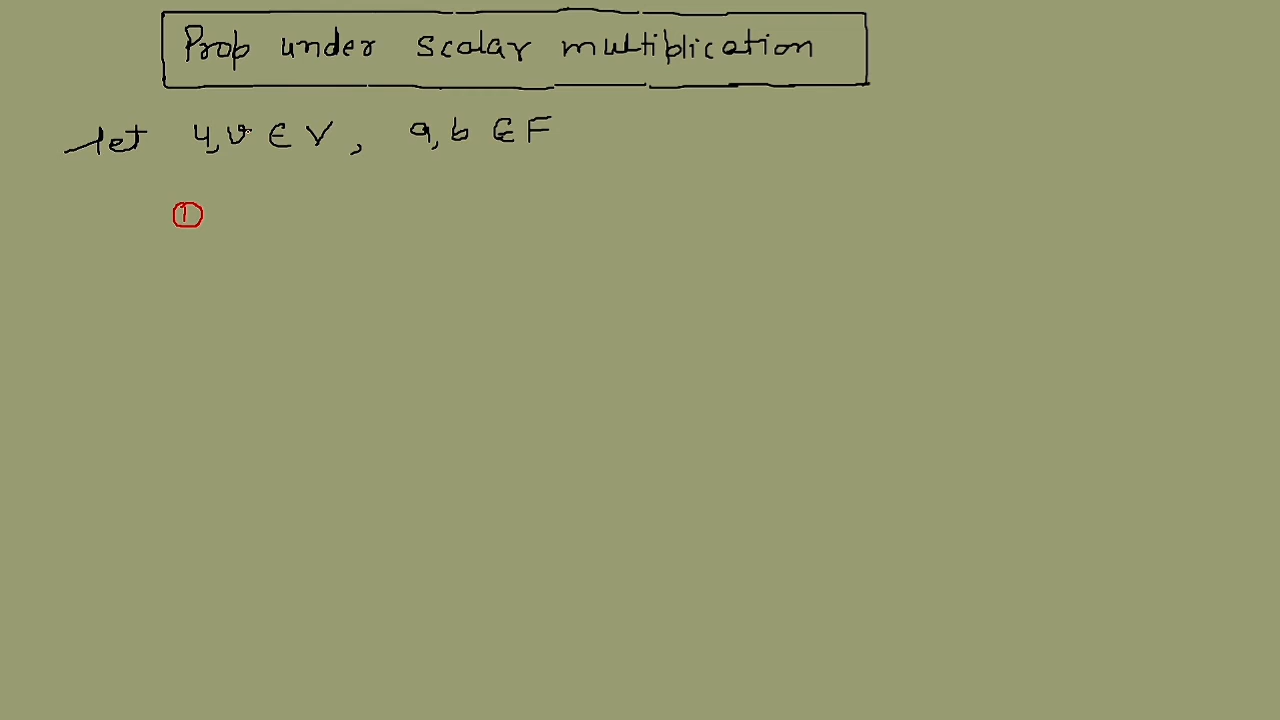 Prop under scalar multiplication
let u,v ∈ V, a,b ∈ F
①